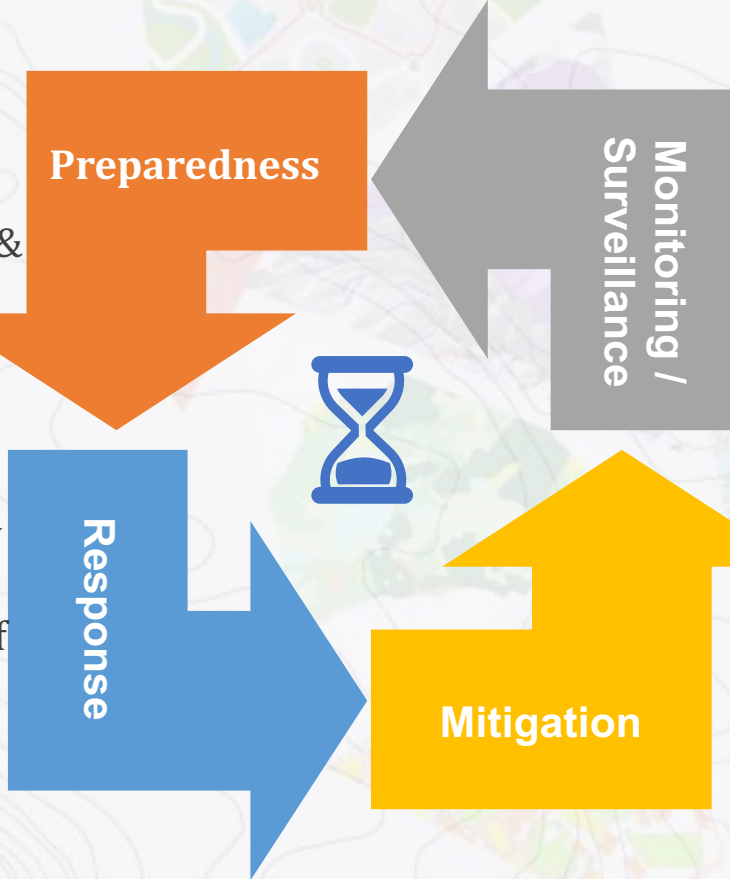 Preparedness
Monitoring /
Surveillance
&
f
Response
Mitigation